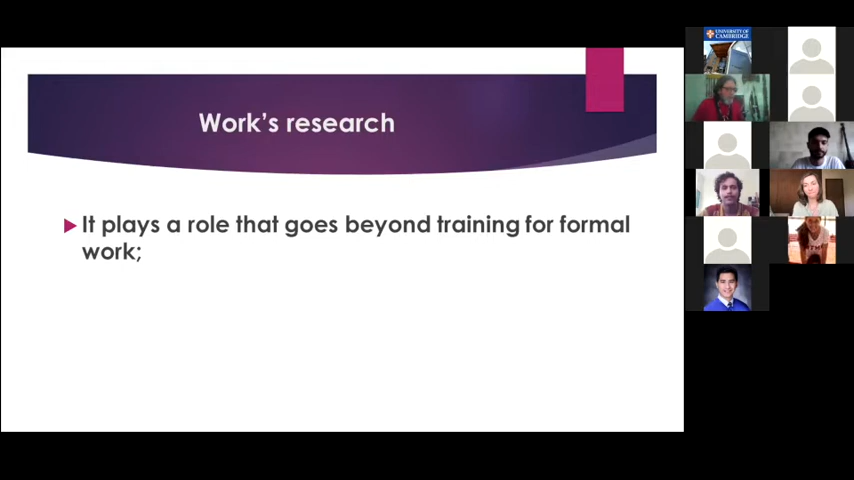 Work's research
It plays a role that goes beyond training for formal
work;
UNIVERSITY OF
CAMBRIDGE